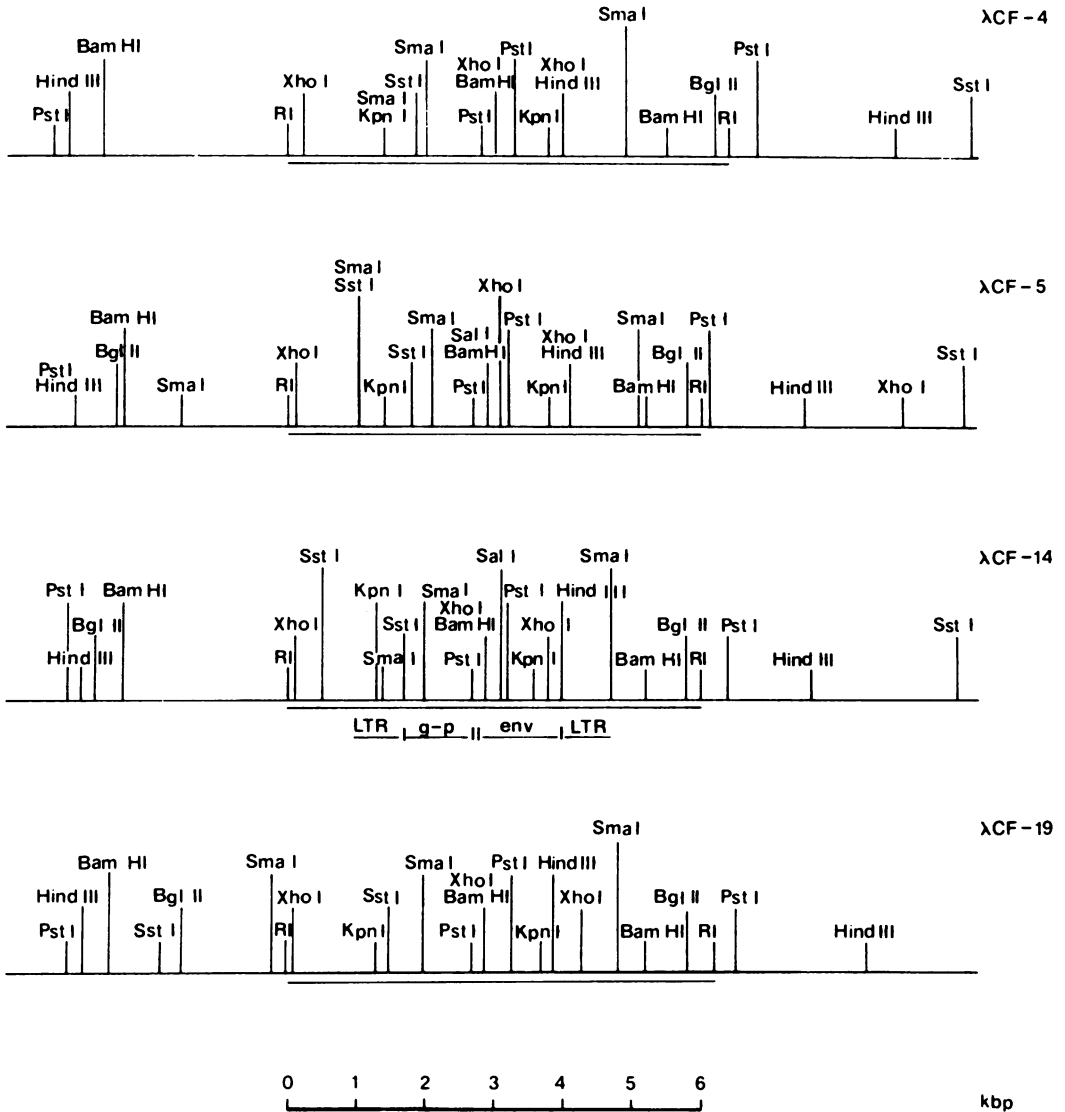 Sma I
λCF-4
Bam HI
Sma I
Pst I
Xho I
Xho I
Hind III
Xho I
Sst I
Bam HI
Hind III
Bgl II
Sst I
Sma I
Pst I
RI
Kpn I
Pst I
Kpn I
Bam HI
RI
Hind III
Sma I
Sst I
Xho I
λCF-5
Bam HI
Sma I
Sal I
Pst I
Xho I
Sma I
Pst I
Bgl II
Xho I
Sst I
Bam HI
Hind III
Bgl II
Sst I
Pst I
Hind III
Sma I
RI
Kpn I
Pst I
Kpn I
Bam HI
RI
Hind III
Xho I
Sst I
Sal I
Sma I
λCF-14
Pst I
Bam HI
Kpn I
Sma I
Xho I
Pst I
Hind III
Bgl II
Xho I
Sst I
Bam HI
Xho I
Bgl II
Pst I
Sst I
Hind III
RI
Sma I
Pst I
Kpn I
Bam HI
RI
Hind III
LTR g-p env LTR
Sma I
λCF-19
Bam HI
Sma I
Sma I
Xho I
Pst I
Hind III
Hind III
Bgl II
Xho I
Sst I
Bam HI
Xho I
Bgl II
Pst I
Pst I
Sst I
RI
Kpn I
Pst I
Kpn I
Bam HI
RI
Hind III
0 1 2 3 4 5 6
kbp